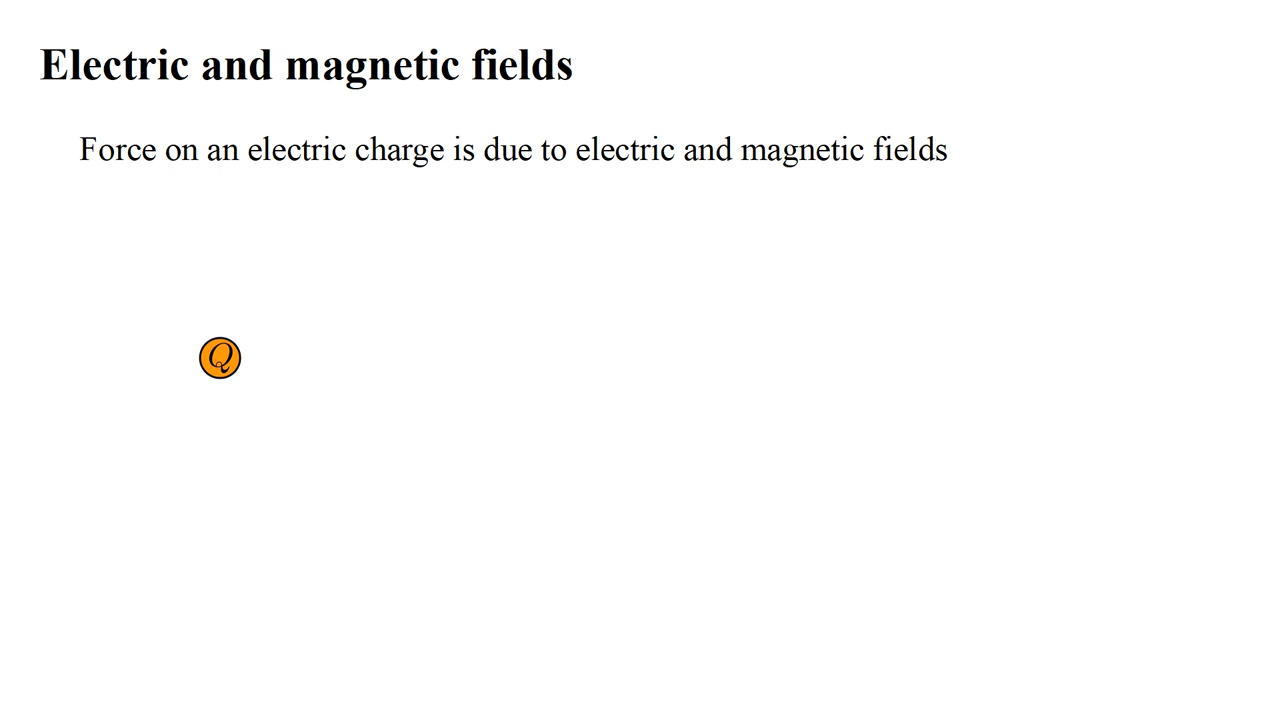 Electric and magnetic fields
Force on an electric charge is due to electric and magnetic fields
Q